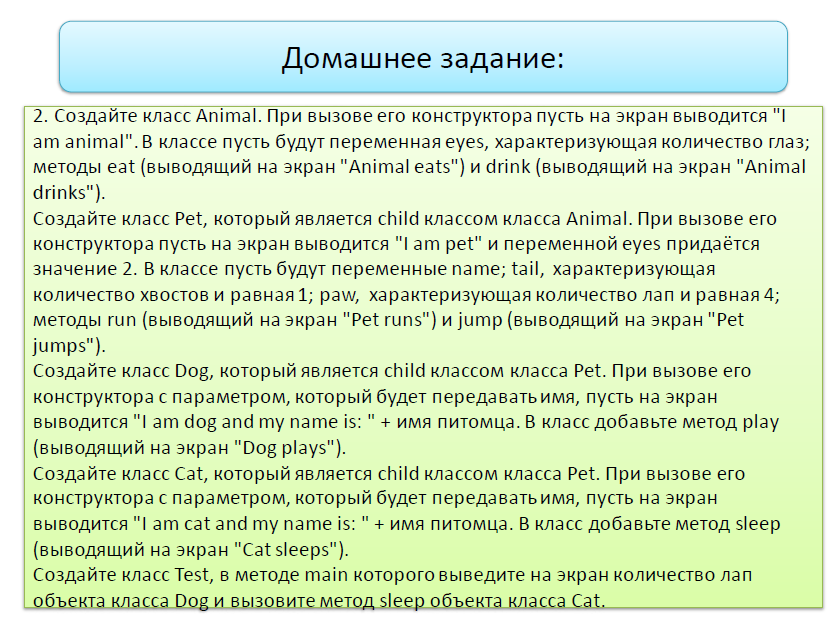 Домашнее задание:
2. Создайте класс Animal. При вызове его конструктора пусть на экран выводится "I
am animal". В классе пусть будут переменная eyes, характеризующая количество глаз;
методы eat (выводящий на экран "Animal eats") и drink (выводящий на экран "Animal
drinks").
Создайте класс Pet, который является child классом класса Animal. При вызове его
конструктора пусть на экран выводится "I am pet" и переменной eyes придаётся
значение 2. В классе пусть будут переменные name; tail, характеризующая
количество хвостов и равная 1; paw, характеризующая количество лап и равная 4;
методы run (выводящий на экран "Pet runs") и jump (выводящий на экран "Pet
jumps").
Создайте класс Dog, который является child классом класса Pet. При вызове его
конструктора с параметром, который будет передавать имя, пусть на экран
выводится "I am dog and my name is: " + имя питомца. В класс добавьте метод play
(выводящий на экран "Dog plays").
Создайте класс Cat, который является child классом класса Pet. При вызове его
конструктора с параметром, который будет передавать имя, пусть на экран
выводится "I am cat and my name is: " + имя питомца. В класс добавьте метод sleep
(выводящий на экран "Cat sleeps").
Создайте класс Test, в методе main которого выведите на экран количество лап
объекта класса Dog и вызовите метод sleep объекта класса Cat.